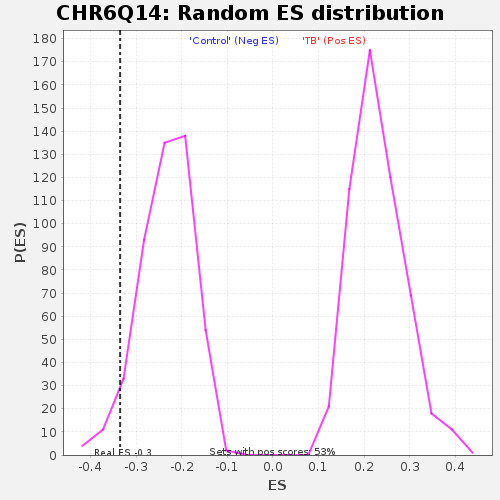 CHR6Q14: Random ES distribution
'Control' (Neg ES) 'TB' (Pos ES)
180
170
160
150
140
130
120
110
100
90
80
70
60
50
40
30
20
10
0
P(ES)
Real ES -0.3
Sets with pos scores: 53%
-0.4 -0.3 -0.2 -0.1 0.0 0.1 0.2 0.3 0.4
ES